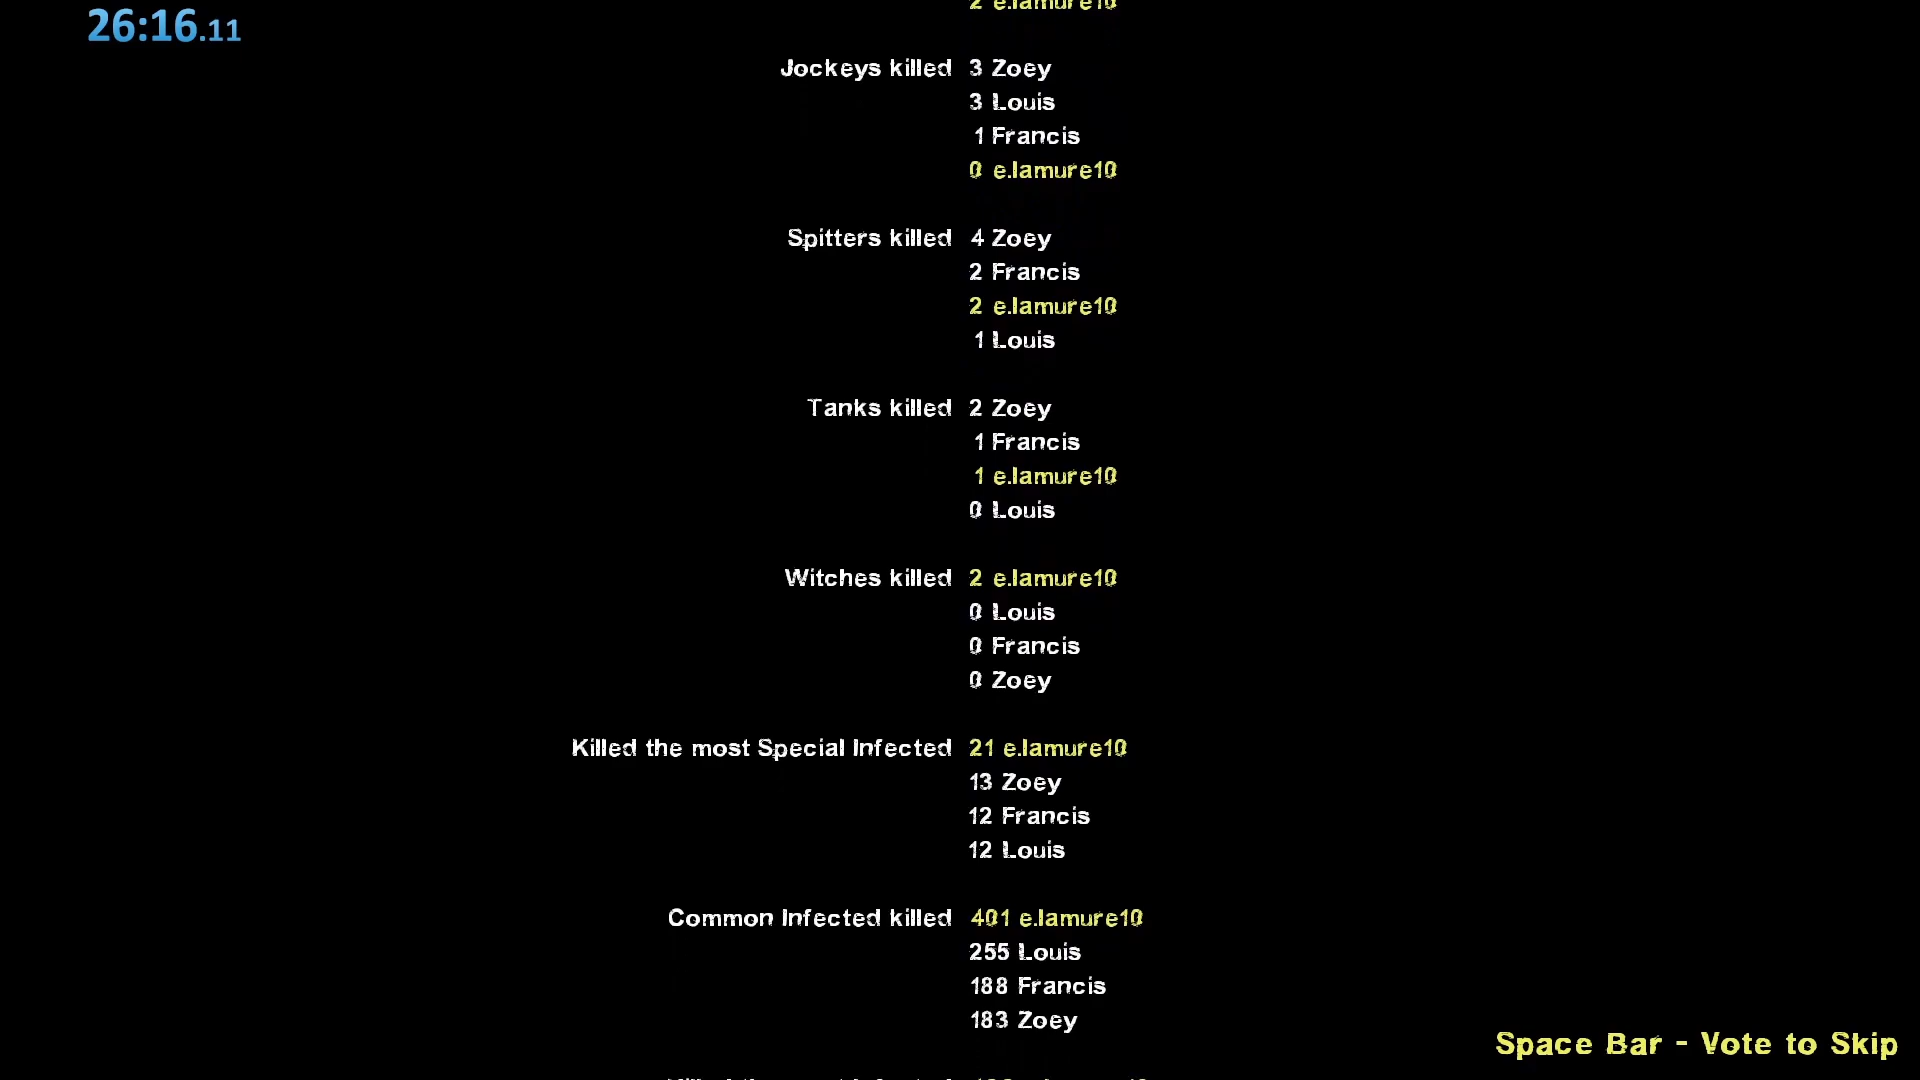 26:16.11
2 e.lamure10
Jockeys killed 3 Zoey
3 Louis
1 Francis
0 e.lamure10
Spitters killed 4 Zoey
2 Francis
2 e.lamure10
1 Louis
Tanks killed 2 Zoey
1 Francis
1 e.lamure10
0 Louis
Witches killed 2 e.lamure10
0 Louis
0 Francis
0 Zoey
Killed the most Special Infected 21 e.lamure10
13 Zoey
12 Francis
12 Louis
Common Infected killed 401 e.lamure10
255 Louis
188 Francis
183 Zoey
Space Bar - Vote to Skip